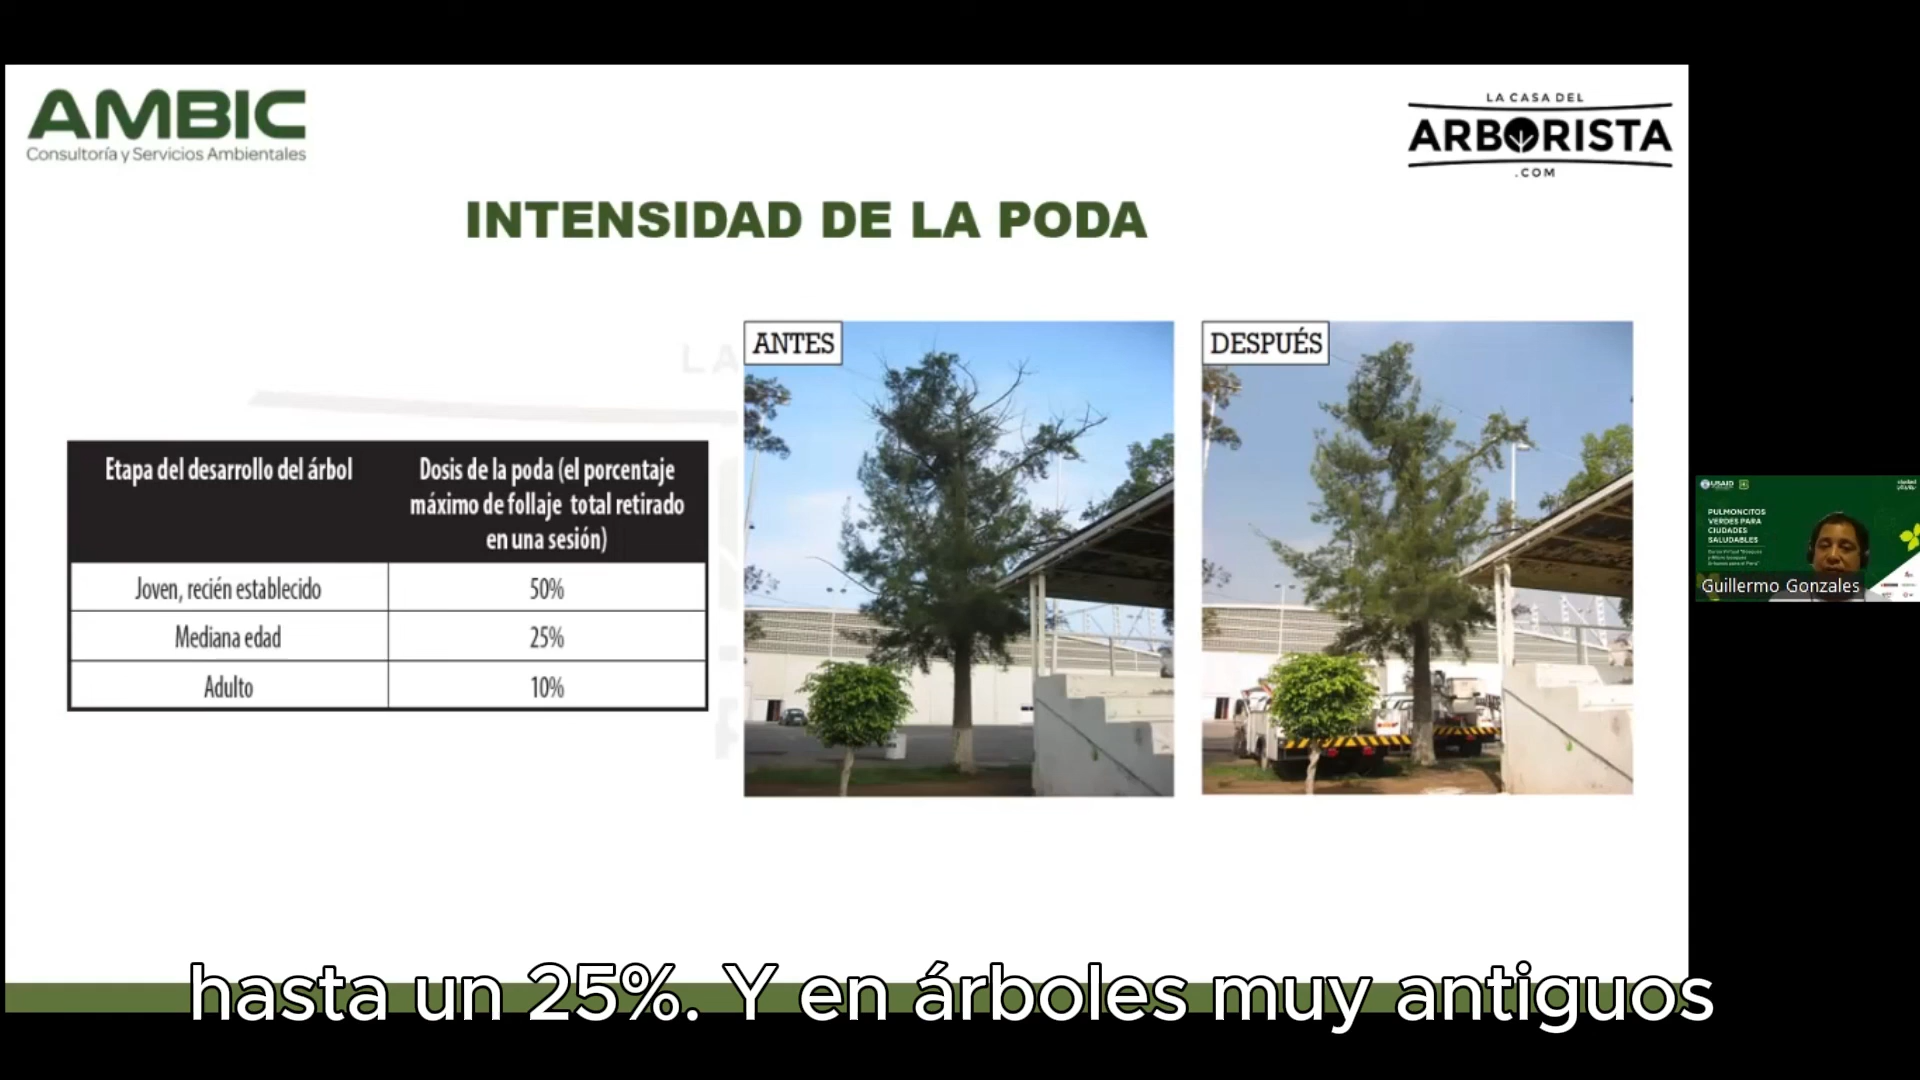 AMBIC
Consultoría y Servicios Ambientales
LA CASA DEL
ARBORISTA
.COM
INTENSIDAD DE LA PODA
Etapa del desarrollo del árbol
Dosis de la poda (el porcentaje
máximo de follaje total retirado
en una sesión)
Joven, recién establecido
50%
Mediana edad
25%
Adulto
10%
LA
ANTES
DESPUÉS
USAID
PULMONCITOS
VERDES PARA
CIUDADES
SALUDABLES
Guillermo Gonzales
hasta un 25%. Y en árboles muy antiguos